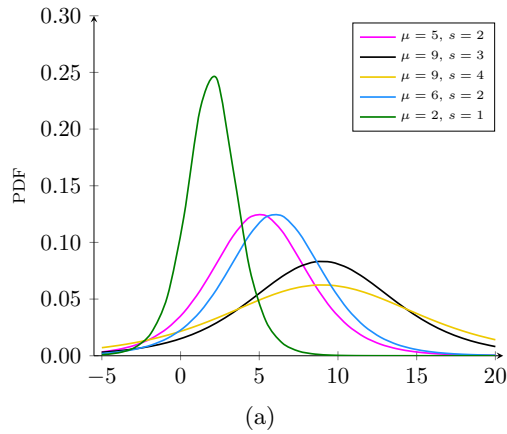 0.30
0.25
0.20
0.15
0.10
0.05
0.00
PDF
μ = 5, s = 2
μ = 9, s = 3
μ = 9, s = 4
μ = 6, s = 2
μ = 2, s = 1
−5 0 5 10 15 20
(a)